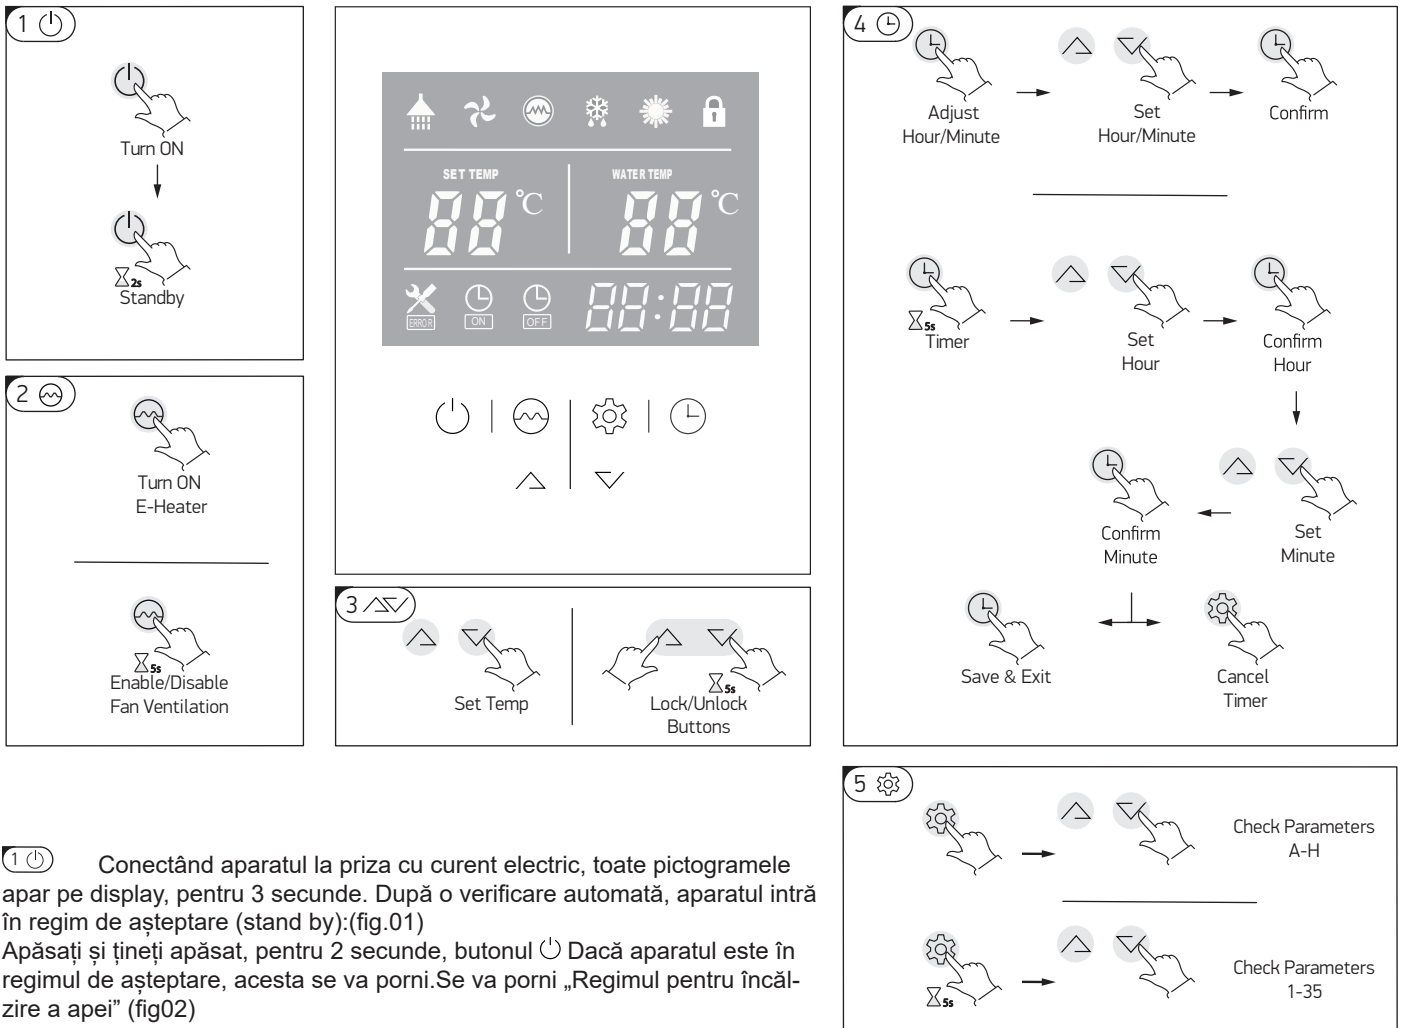 1
Turn ON
2s
Standby
2
Turn ON
E-Heater
5s
Enable/Disable
Fan Ventilation
SET TEMP
WATER TEMP
88 °C
88 °C
ERROR
ON
OFF
88:88
3
Set Temp
5s
Lock/Unlock
Buttons
4
Adjust
Hour/Minute
Set
Hour/Minute
Confirm
5s
Timer
Set
Hour
Confirm
Hour
Confirm
Minute
Set
Minute
Save & Exit
Cancel
Timer
5
Check Parameters
A-H
5s
Check Parameters
1-35
1 Conectând aparatul la priza cu curent electric, toate pictogramele
apar pe display, pentru 3 secunde. După o verificare automată, aparatul intră
în regim de așteptare (stand by):(fig.01)
Apăsați și țineți apăsat, pentru 2 secunde, butonul Dacă aparatul este în
regimul de așteptare, acesta se va porni.Se va porni „Regimul pentru încăl-
zire a apei” (fig02)